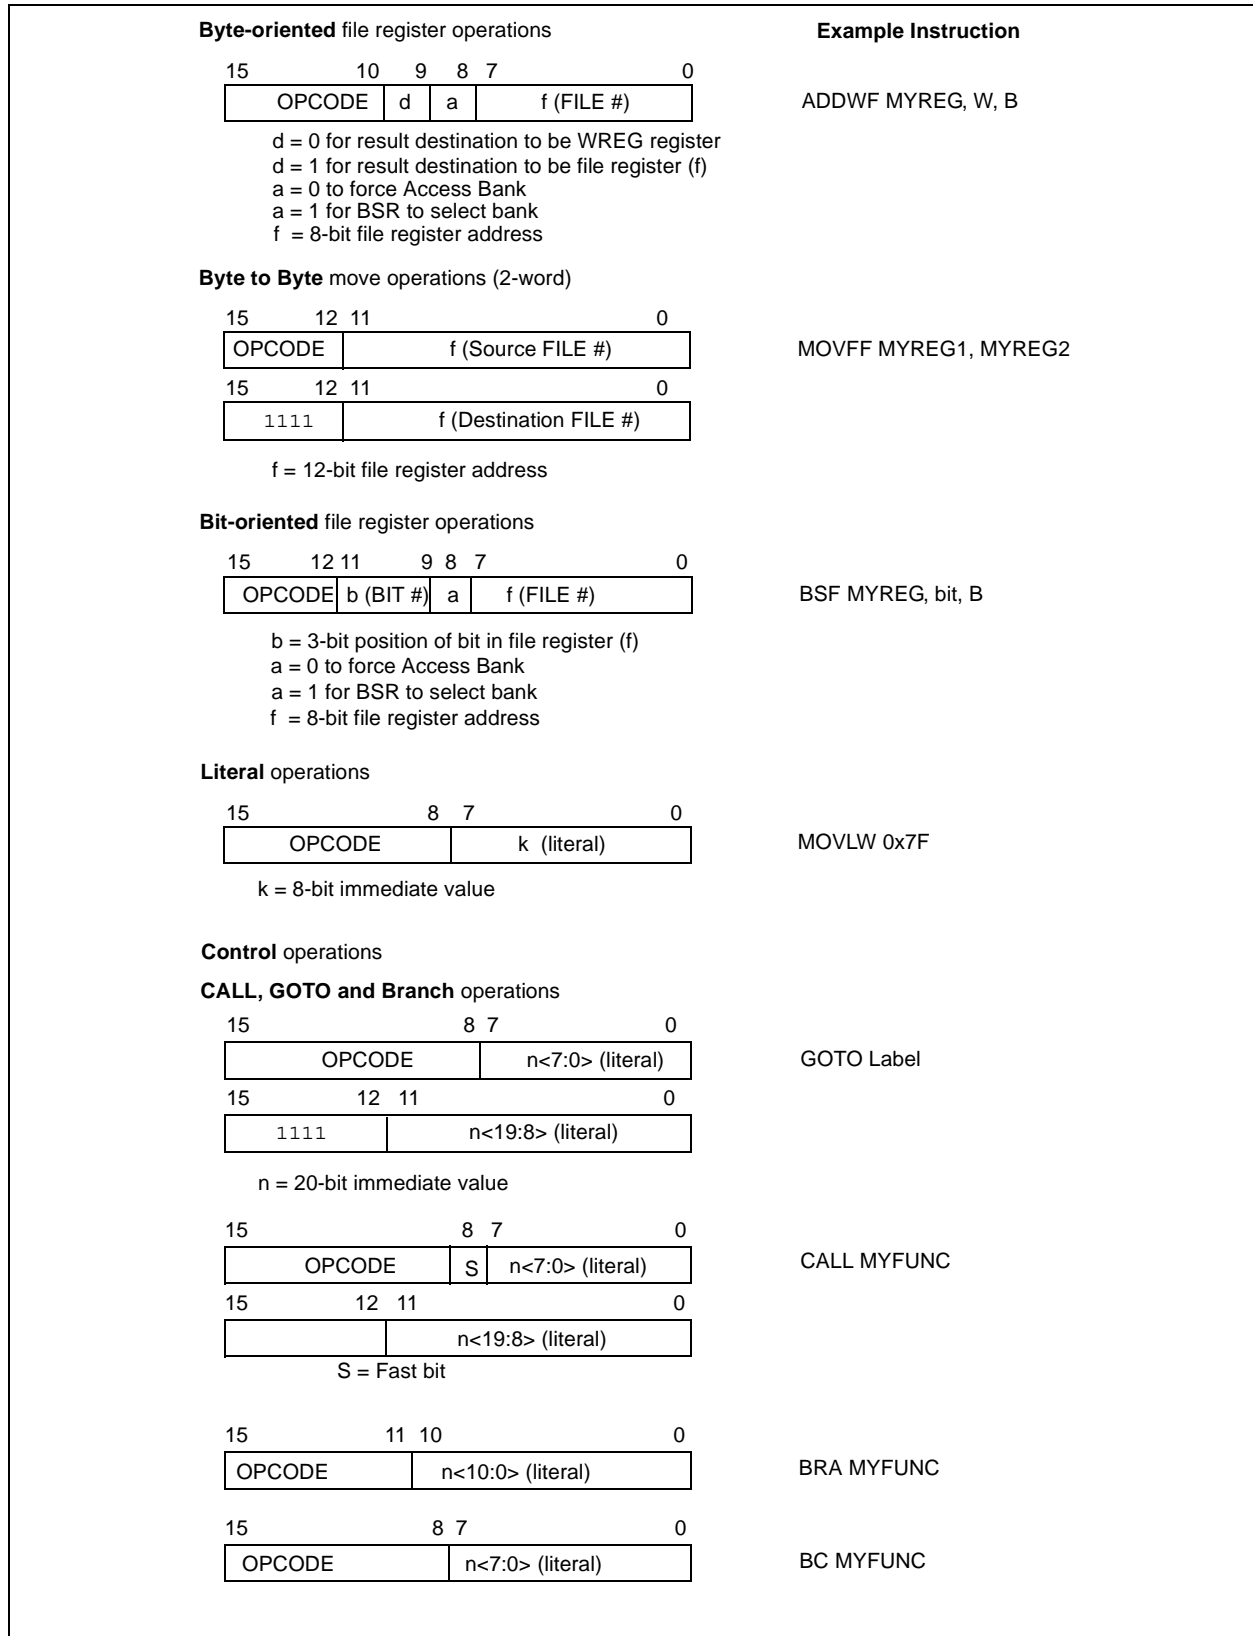 Byte-oriented file register operations
Example Instruction
15 10 9 8 7 0
OPCODE d a f (FILE #)
ADDWF MYREG, W, B
d = 0 for result destination to be WREG register
d = 1 for result destination to be file register (f)
a = 0 to force Access Bank
a = 1 for BSR to select bank
f = 8-bit file register address
Byte to Byte move operations (2-word)
15 12 11 0
OPCODE f (Source FILE #)
MOVFF MYREG1, MYREG2
15 12 11 0
1111 f (Destination FILE #)
f = 12-bit file register address
Bit-oriented file register operations
15 12 11 9 8 7 0
OPCODE b (BIT #) a f (FILE #)
BSF MYREG, bit, B
b = 3-bit position of bit in file register (f)
a = 0 to force Access Bank
a = 1 for BSR to select bank
f = 8-bit file register address
Literal operations
15 8 7 0
OPCODE k (literal)
MOVLW 0x7F
k = 8-bit immediate value
Control operations
CALL, GOTO and Branch operations
15 8 7 0
OPCODE n<7:0> (literal)
GOTO Label
15 12 11 0
1111 n<19:8> (literal)
n = 20-bit immediate value
15 8 7 0
OPCODE S n<7:0> (literal)
CALL MYFUNC
15 12 11 0
n<19:8> (literal)
S = Fast bit
15 11 10 0
OPCODE n<10:0> (literal)
BRA MYFUNC
15 8 7 0
OPCODE n<7:0> (literal)
BC MYFUNC